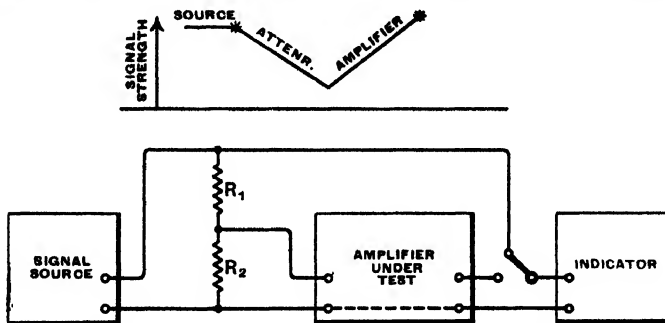 SOURCE
SIGNAL
STRENGTH
ATTENR.
AMPLIFIER
R1
R2
SIGNAL
SOURCE
AMPLIFIER
UNDER
TEST
INDICATOR